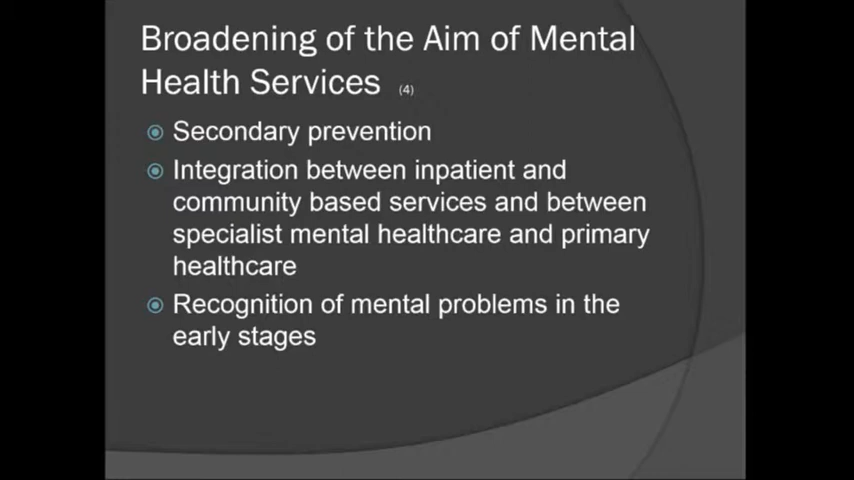 Broadening of the Aim of Mental
Health Services (4)
Secondary prevention
Integration between inpatient and
community based services and between
specialist mental healthcare and primary
healthcare
Recognition of mental problems in the
early stages